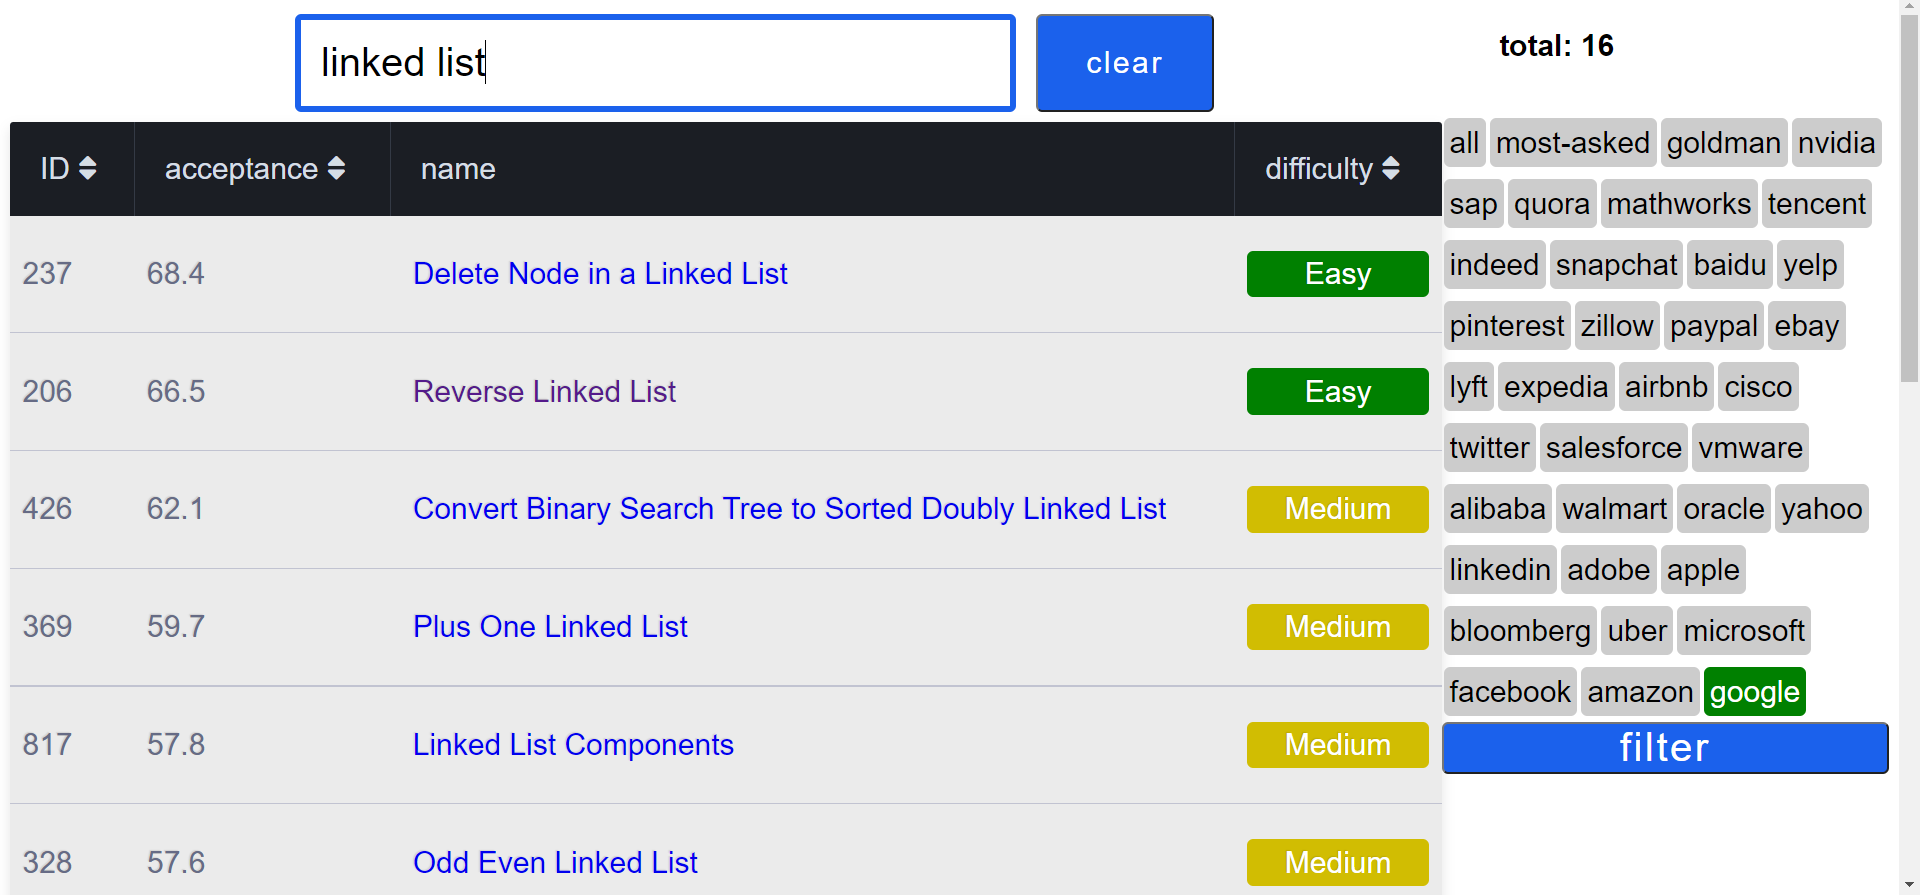 linked list
clear
total: 16
ID acceptance name difficulty
237 68.4 Delete Node in a Linked List Easy
206 66.5 Reverse Linked List Easy
426 62.1 Convert Binary Search Tree to Sorted Doubly Linked List Medium
369 59.7 Plus One Linked List Medium
817 57.8 Linked List Components Medium
328 57.6 Odd Even Linked List Medium
all most-asked goldman nvidia
sap quora mathworks tencent
indeed snapchat baidu yelp
pinterest zillow paypal ebay
lyft expedia airbnb cisco
twitter salesforce vmware
alibaba walmart oracle yahoo
linkedin adobe apple
bloomberg uber microsoft
facebook amazon google
filter